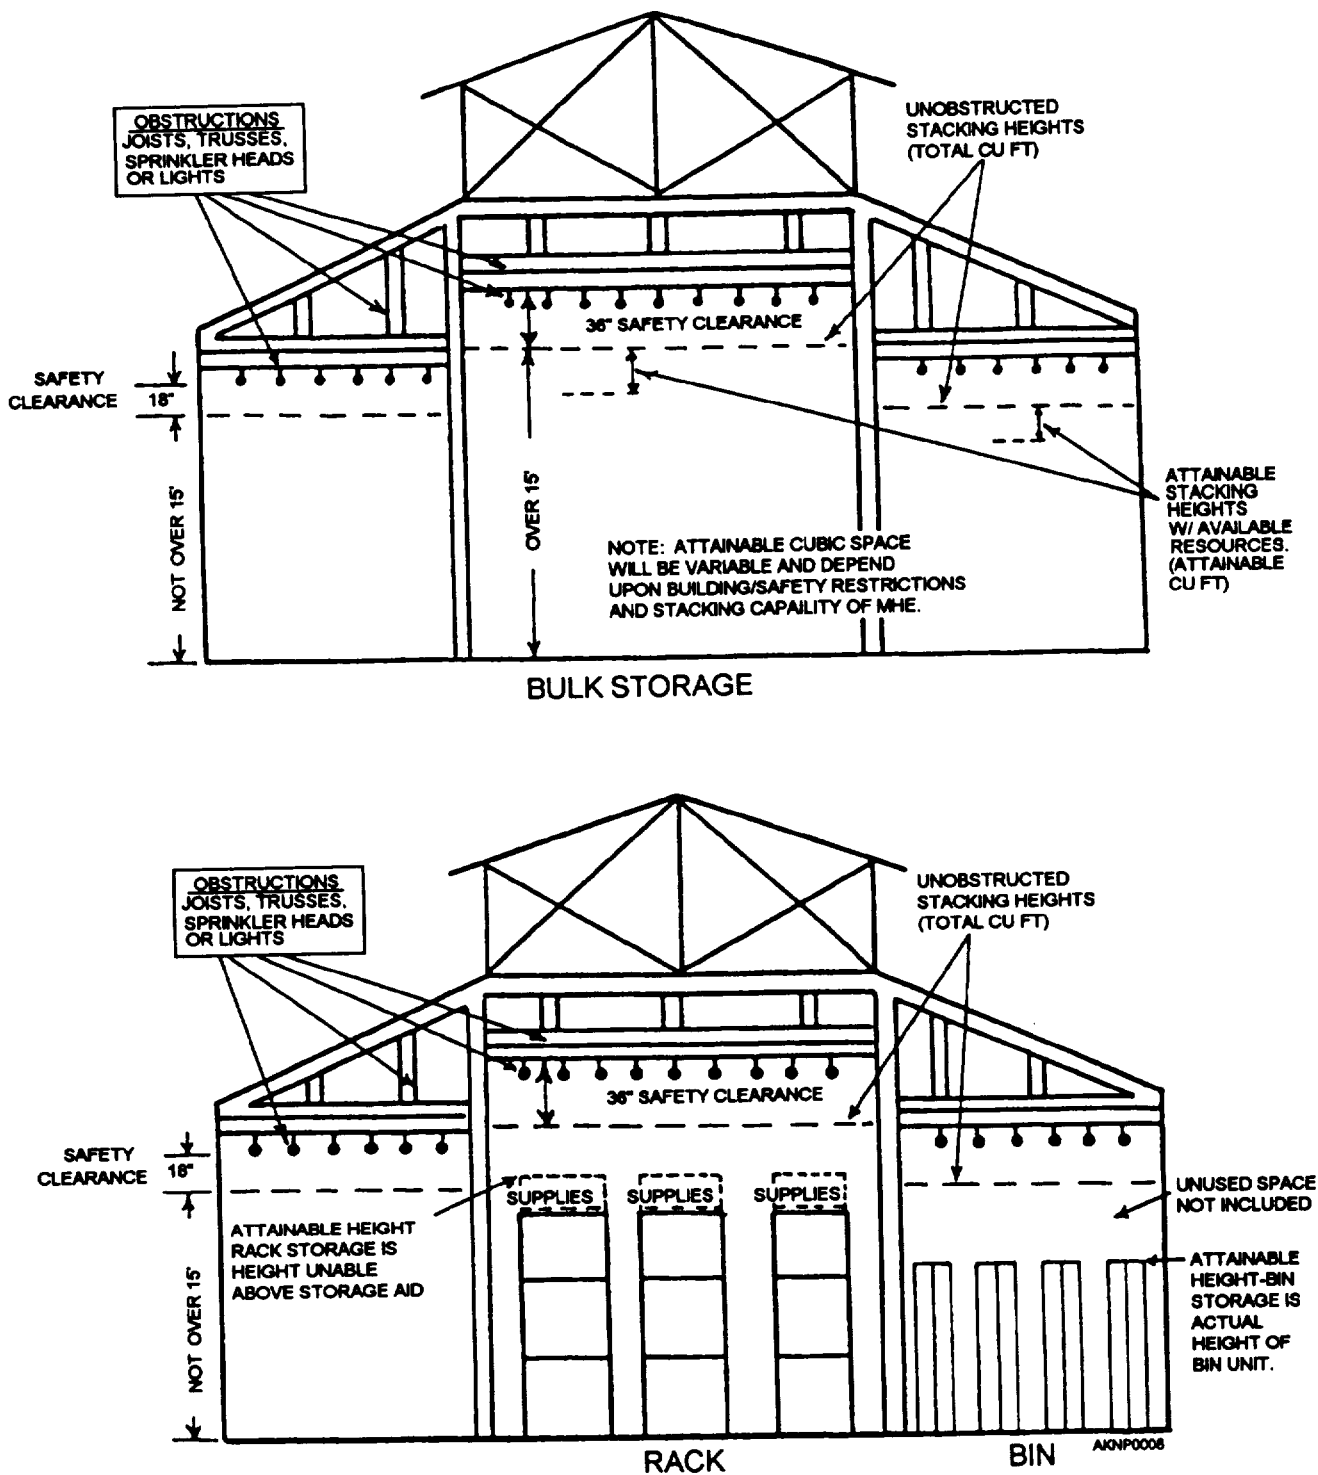 OBSTRUCTIONS
JOISTS, TRUSSES,
SPRINKLER HEADS
OR LIGHTS
UNOBSTRUCTED
STACKING HEIGHTS
(TOTAL CU FT)
36" SAFETY CLEARANCE
SAFETY
CLEARANCE
18"
NOT OVER 15'
OVER 15'
ATTAINABLE
STACKING
HEIGHTS
W/ AVAILABLE
RESOURCES.
(ATTAINABLE
CU FT)
NOTE: ATTAINABLE CUBIC SPACE
WILL BE VARIABLE AND DEPEND
UPON BUILDING/SAFETY RESTRICTIONS
AND STACKING CAPAILITY OF MHE.
BULK STORAGE
OBSTRUCTIONS
JOISTS, TRUSSES,
SPRINKLER HEADS
OR LIGHTS
UNOBSTRUCTED
STACKING HEIGHTS
(TOTAL CU FT)
36" SAFETY CLEARANCE
SAFETY
CLEARANCE
18"
NOT OVER 15'
SUPPLIES
SUPPLIES
SUPPLIES
ATTAINABLE HEIGHT
RACK STORAGE IS
HEIGHT UNABLE
ABOVE STORAGE AID
UNUSED SPACE
NOT INCLUDED
ATTAINABLE
HEIGHT-BIN
STORAGE IS
ACTUAL
HEIGHT OF
BIN UNIT.
RACK
BIN
AKNP0006